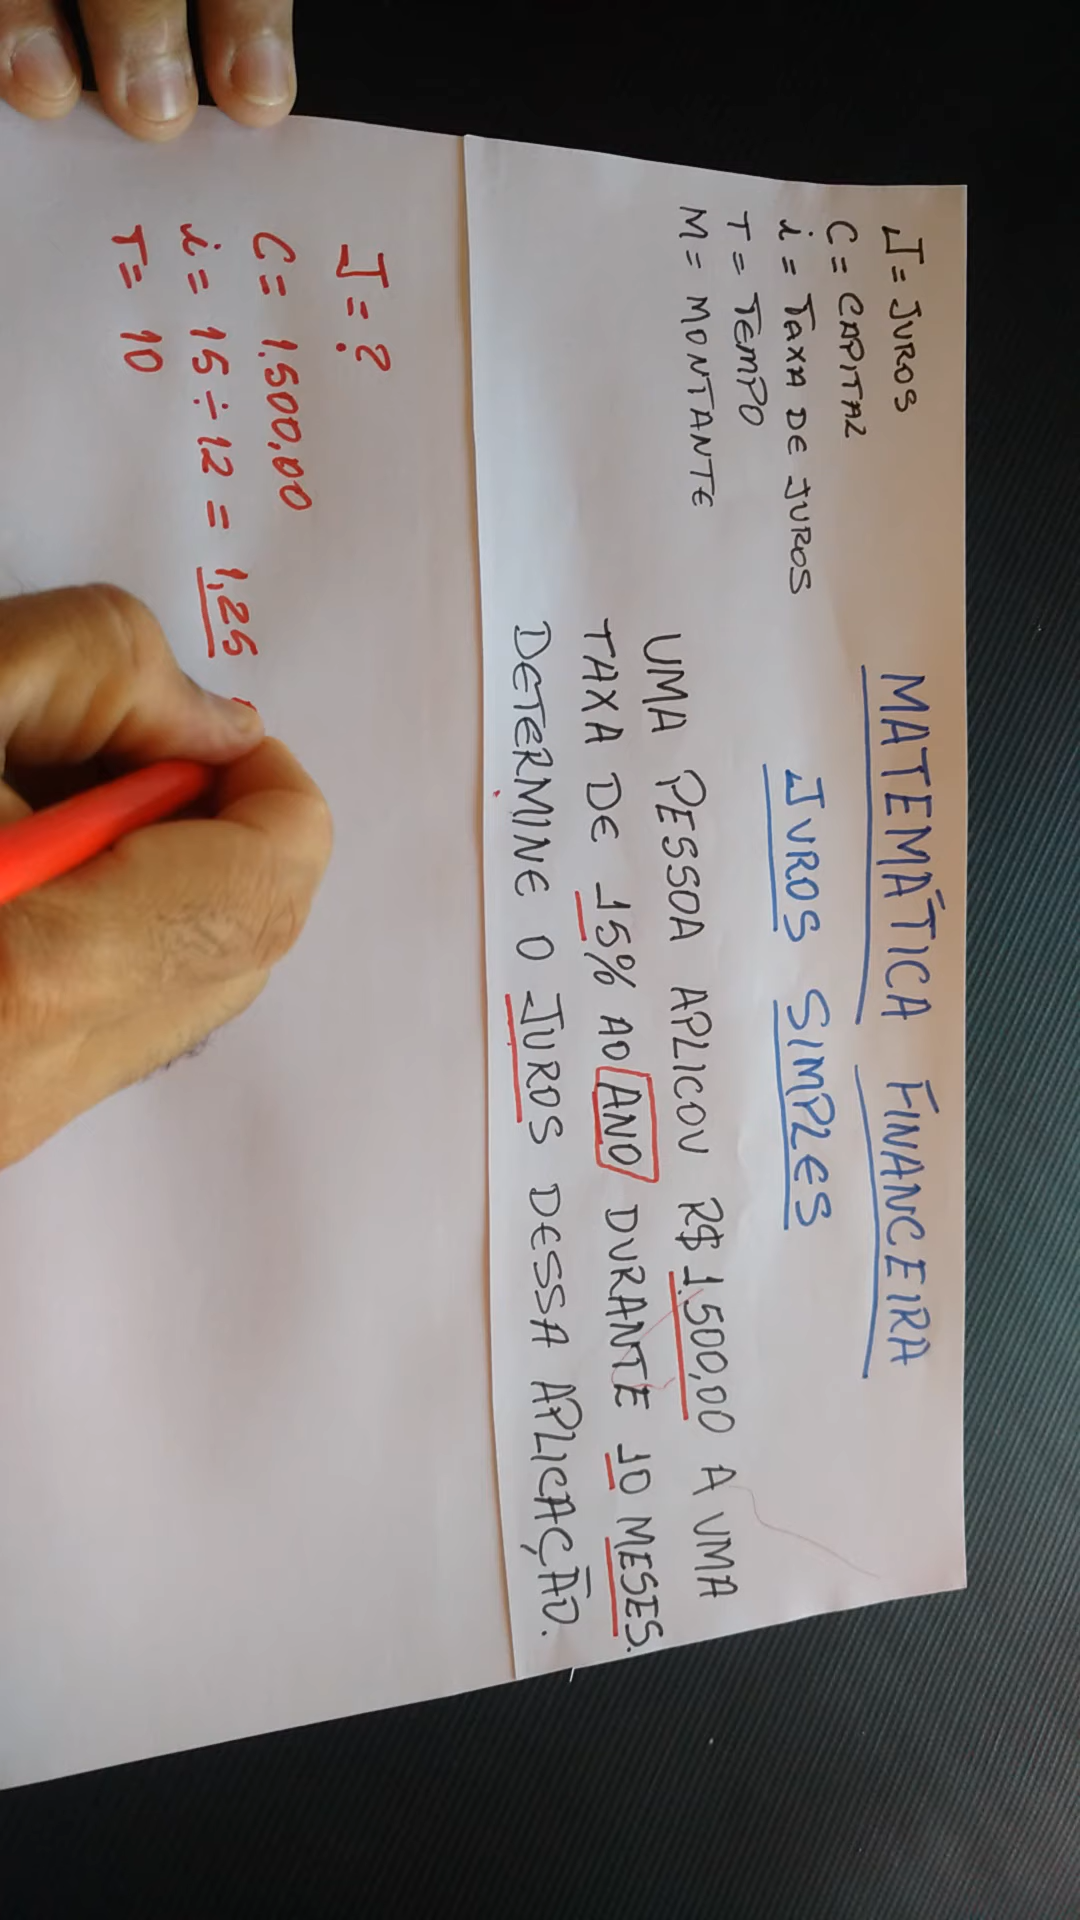 MATEMÁTICA FINANCEIRA
JUROS SIMPLES
J = JUROS
C = CAPITAL
i = TAXA DE JUROS
T = TEMPO
M = MONTANTE
UMA PESSOA APLICOU R$ 1.500,00 A UMA
TAXA DE 15% AO ANO DURANTE 10 MESES.
DETERMINE O JUROS DESSA APLICAÇÃO.
J = ?
C = 1.500,00
i = 15 ÷ 12 = 1,25
T = 10